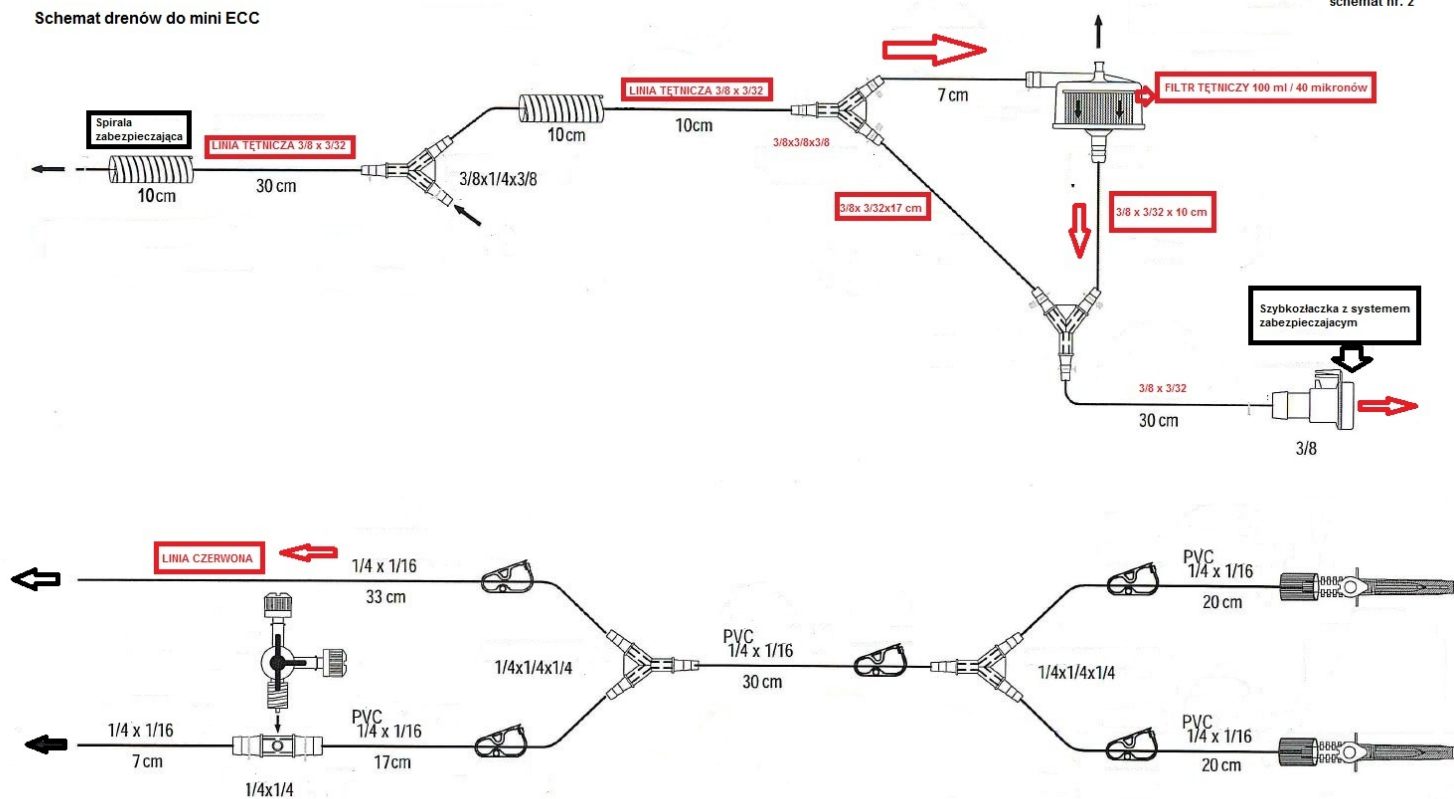 Schemat drenów do mini ECC
schemat nr. 2
Spirala
zabezpieczająca
10cm
LINIA TĘTNICZA 3/8 x 3/32
30 cm
3/8x1/4x3/8
10cm
LINIA TĘTNICZA 3/8 x 3/32
10cm
3/8x3/8x3/8
7 cm
FILTR TĘTNICZY 100 ml / 40 mikronów
3/8x 3/32x17 cm
3/8 x 3/32 x 10 cm
Szybkozłaczka z systemem
zabezpieczajacym
3/8 x 3/32
30 cm
3/8
LINIA CZERWONA
1/4 x 1/16
33 cm
1/4x1/4x1/4
PVC
1/4 x 1/16
30 cm
1/4x1/4x1/4
PVC
1/4 x 1/16
20 cm
1/4 x 1/16
7 cm
1/4x1/4
PVC
1/4 x 1/16
17cm
PVC
1/4 x 1/16
20 cm